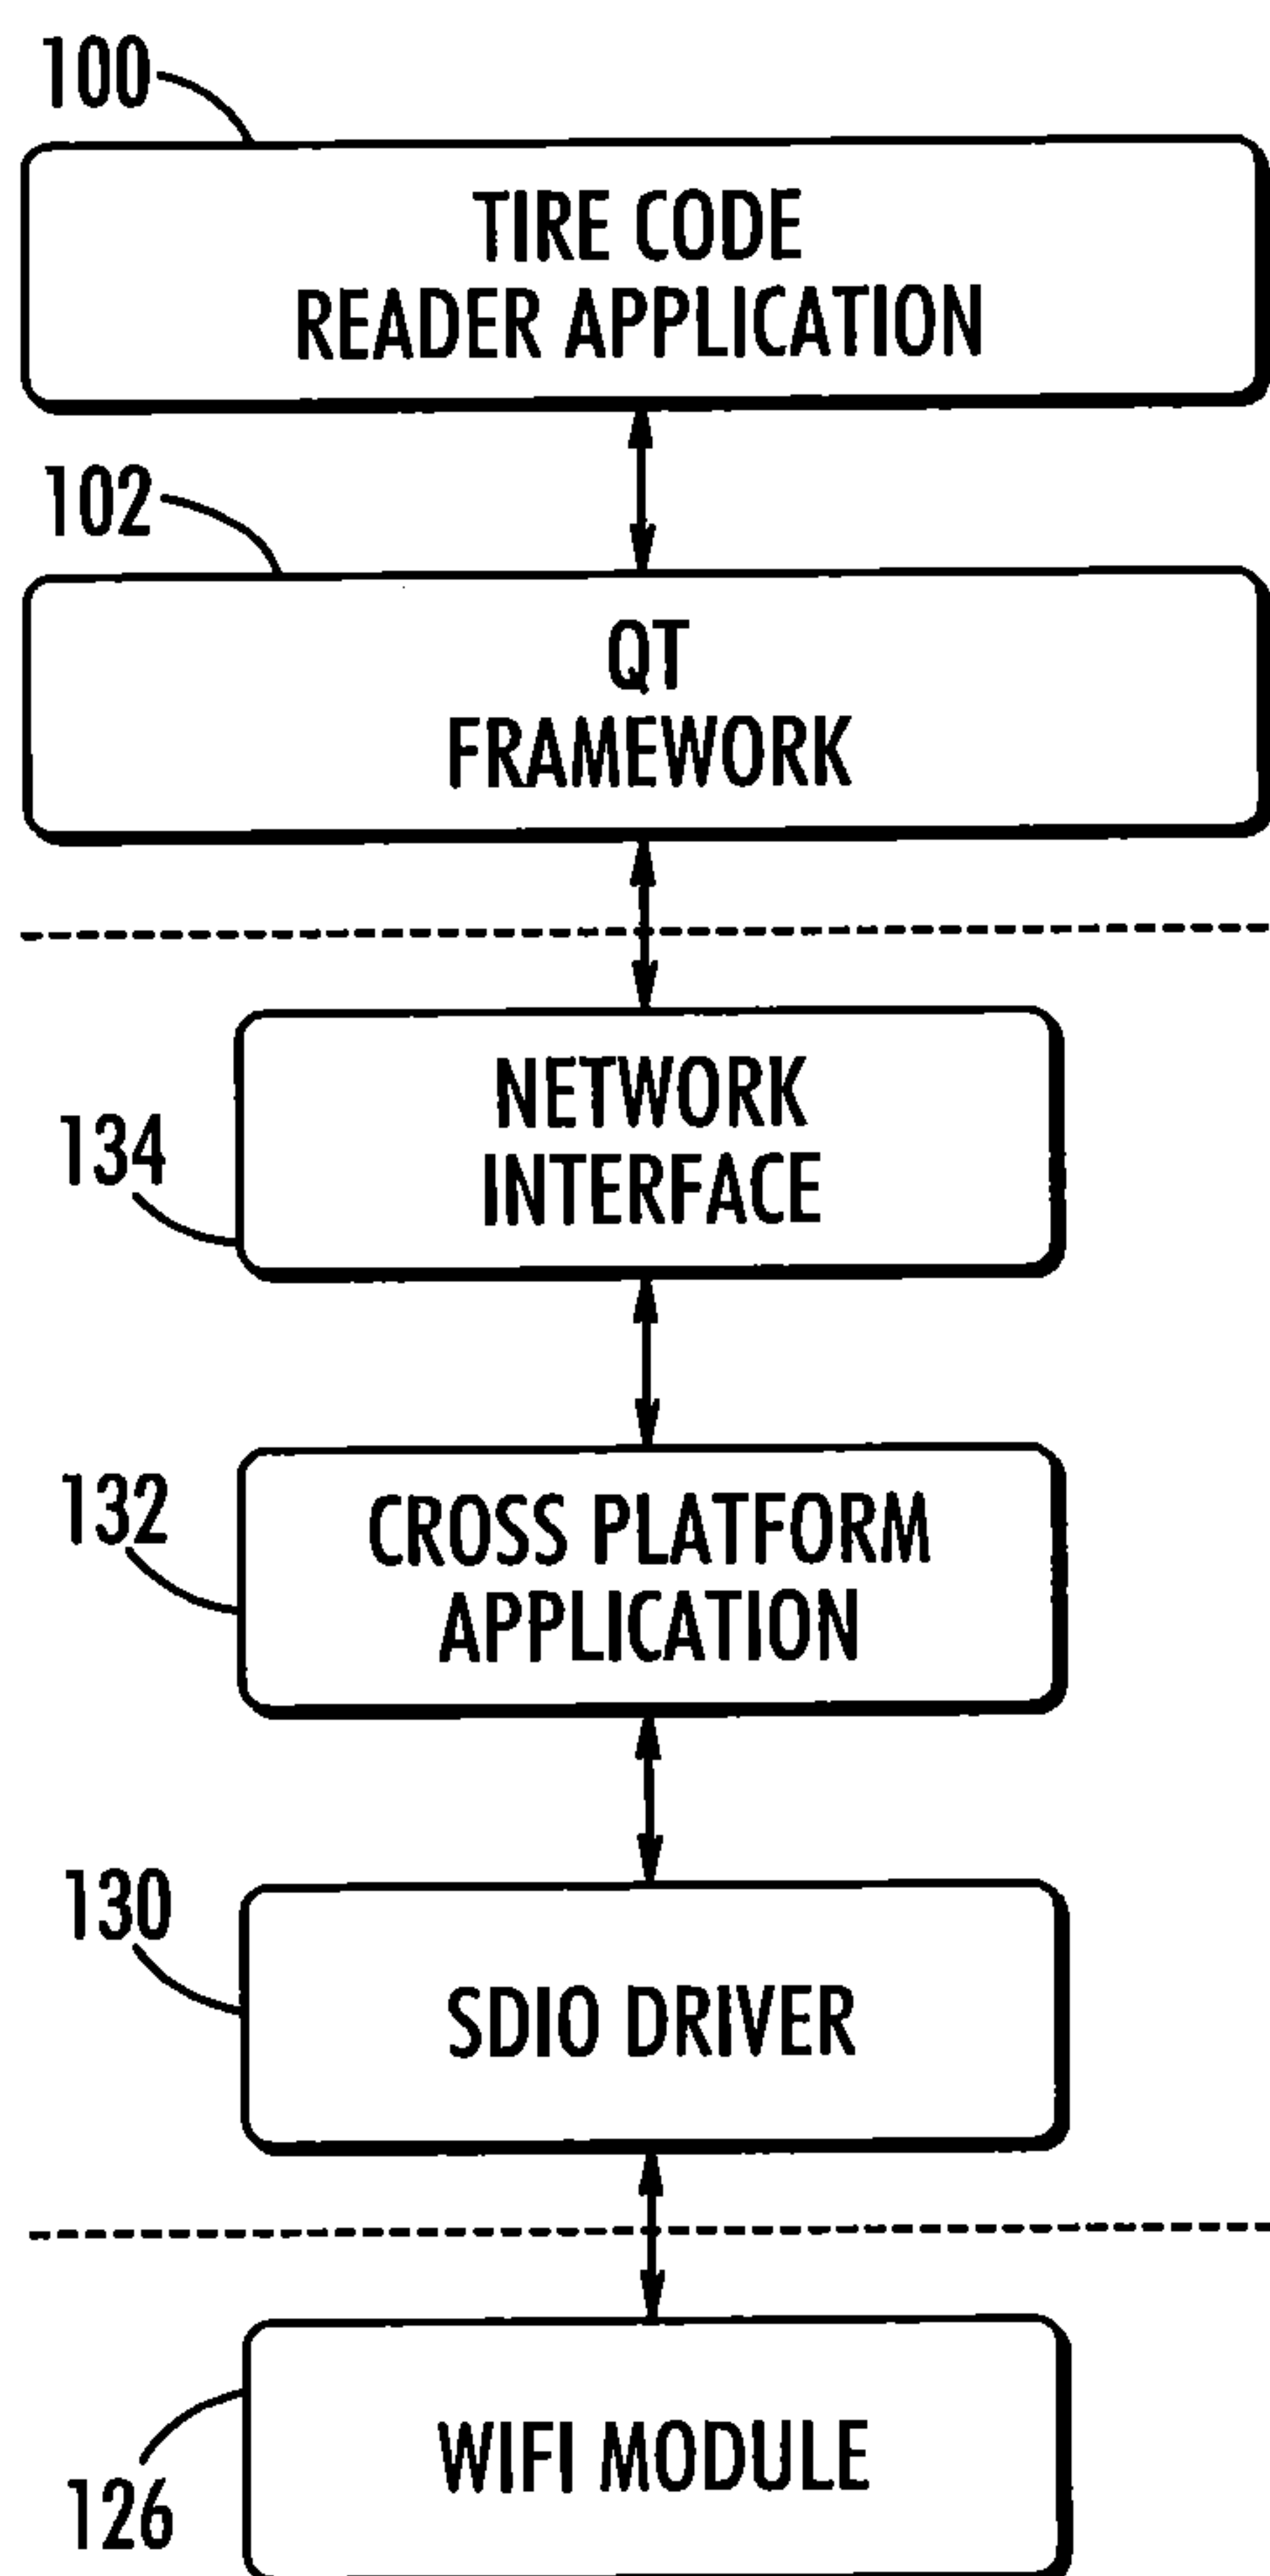 100
TIRE CODE
READER APPLICATION
102
QT
FRAMEWORK
NETWORK
INTERFACE
134
CROSS PLATFORM
APPLICATION
132
130
SDIO DRIVER
WIFI MODULE
126